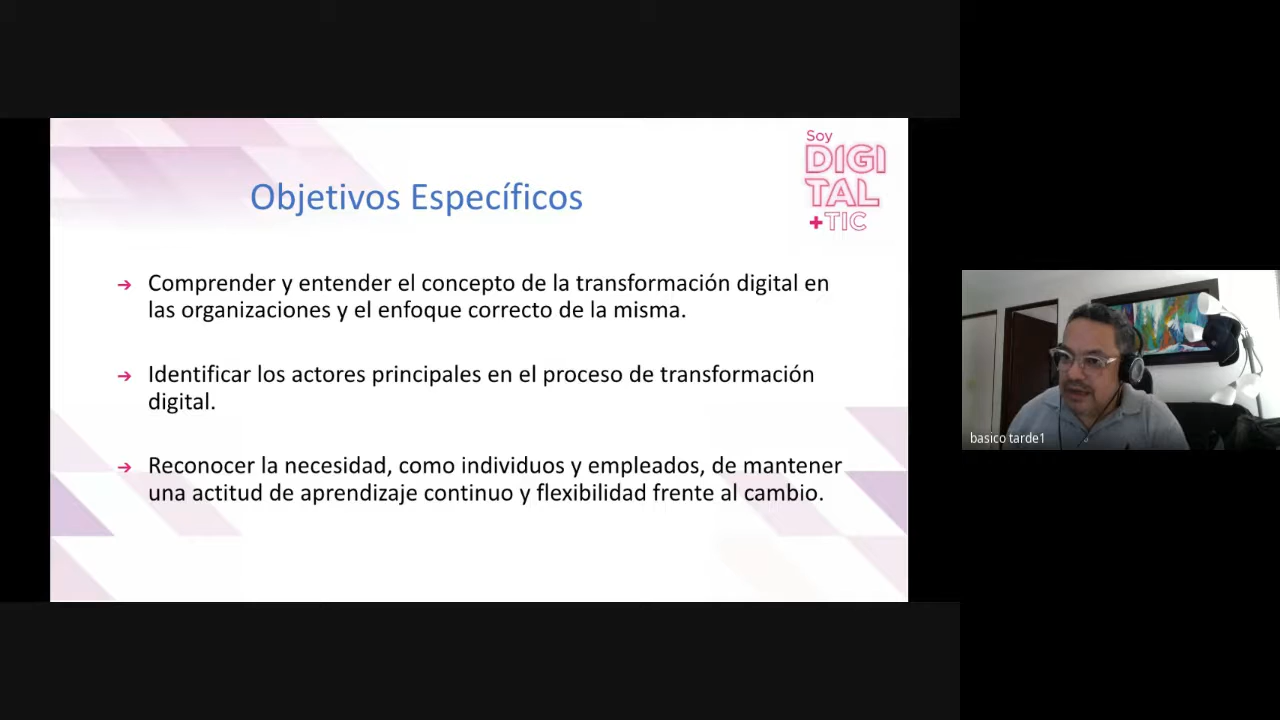 Soy
DIGI
TAL
+TIC
Objetivos Específicos
➔ Comprender y entender el concepto de la transformación digital en
las organizaciones y el enfoque correcto de la misma.
➔ Identificar los actores principales en el proceso de transformación
digital.
➔ Reconocer la necesidad, como individuos y empleados, de mantener
una actitud de aprendizaje continuo y flexibilidad frente al cambio.
basico tarde1